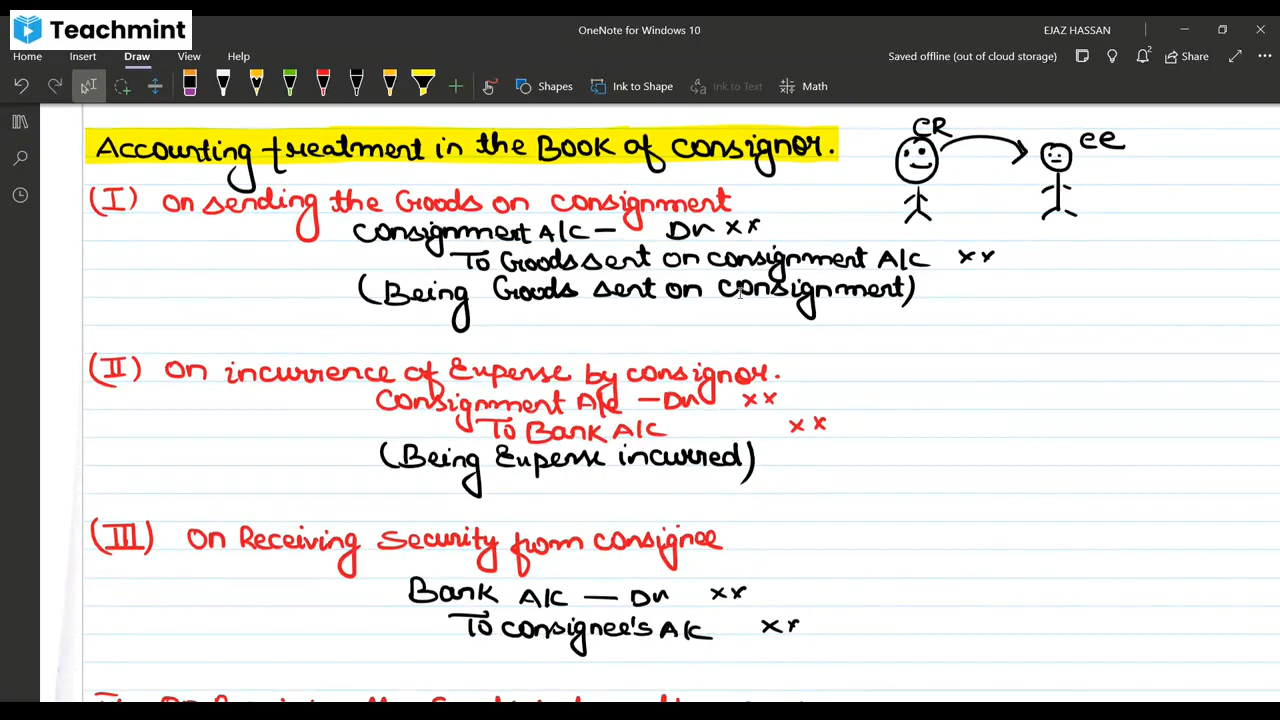 Teachmint
OneNote for Windows 10
EJAZ HASSAN
Home Insert Draw View Help
Saved offline (out of cloud storage)
Share
Shapes Ink to Shape Ink to Text Math
CR
ee
Accounting treatment in the Book of consignor.
(I) on sending the Goods on consignment
Consignment A/C — Dr xx
To Goods sent on consignment A/C xx
(Being Goods sent on consignment)
(II) on incurrence of Expense by consignor.
Consignment A/c — Dr xx
To Bank A/C xx
(Being Expense incurred)
(III) on Receiving security from consignee
Bank A/C — Dr xx
To consignee's A/C xx